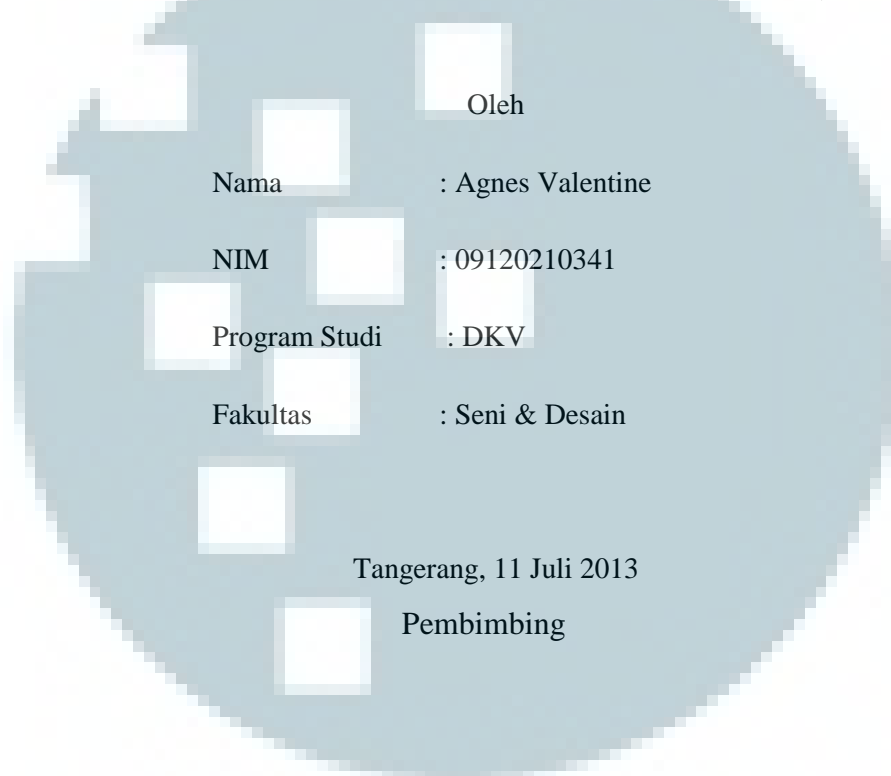 Oleh
Nama : Agnes Valentine
NIM : 09120210341
Program Studi : DKV
Fakultas : Seni & Desain
Tangerang, 11 Juli 2013
Pembimbing